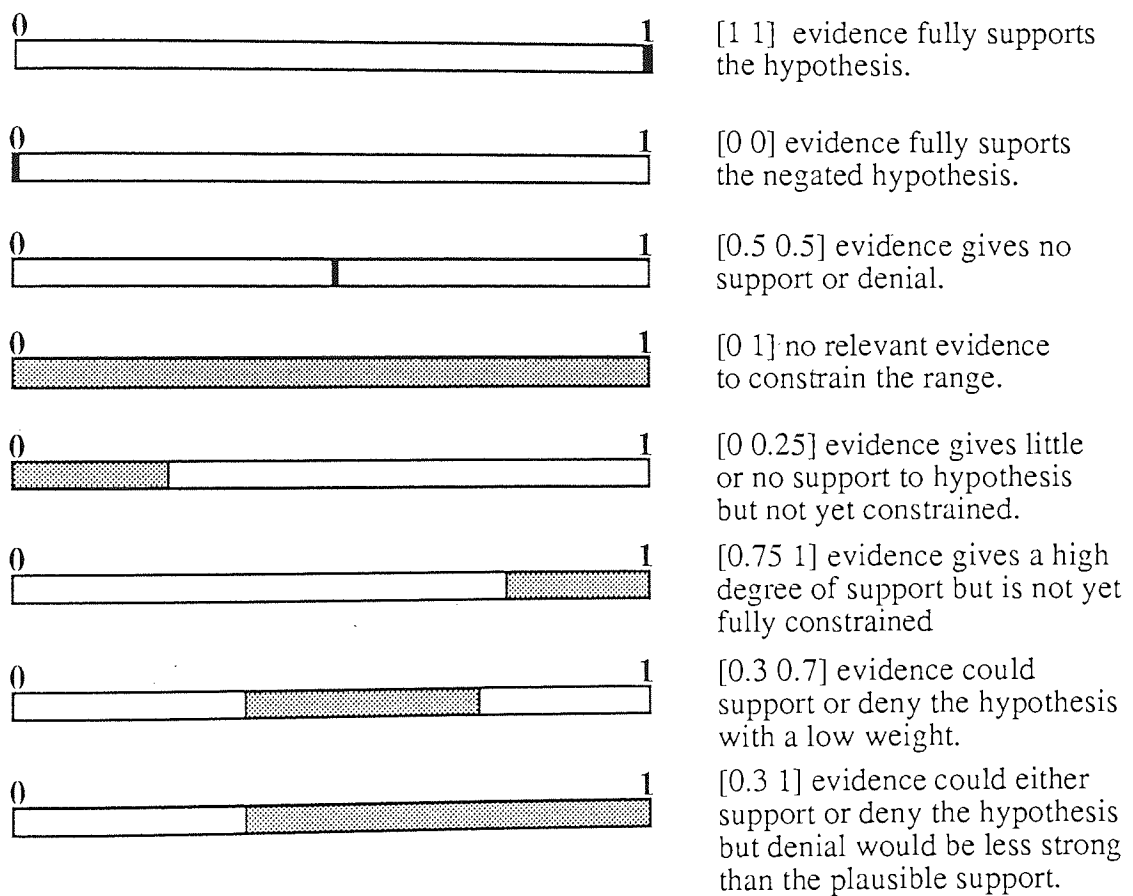 0 1
[1 1] evidence fully supports
the hypothesis.
0 1
[0 0] evidence fully suports
the negated hypothesis.
0 1
[0.5 0.5] evidence gives no
support or denial.
0 1
[0 1] no relevant evidence
to constrain the range.
0 1
[0 0.25] evidence gives little
or no support to hypothesis
but not yet constrained.
0 1
[0.75 1] evidence gives a high
degree of support but is not yet
fully constrained
0 1
[0.3 0.7] evidence could
support or deny the hypothesis
with a low weight.
0 1
[0.3 1] evidence could either
support or deny the hypothesis
but denial would be less strong
than the plausible support.